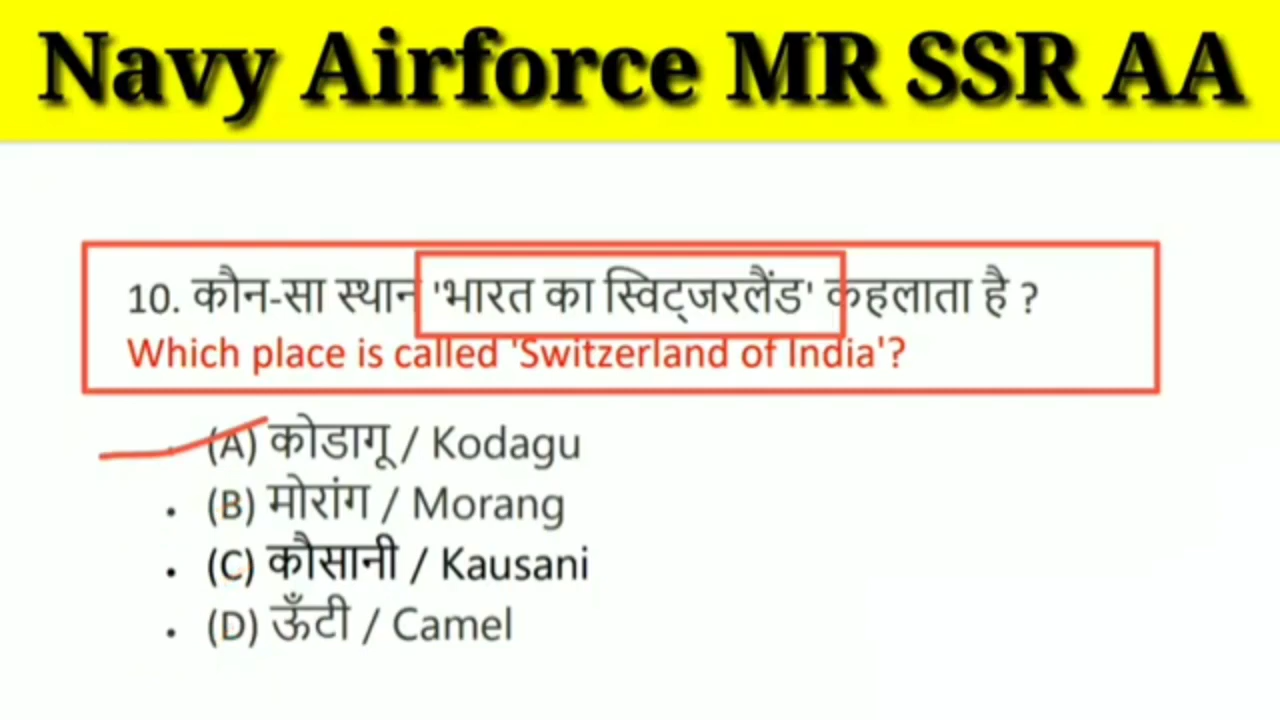 Navy Airforce MR SSR AA
10. कौन-सा स्थान 'भारत का स्विट्जरलैंड' कहलाता है ?
Which place is called 'Switzerland of India'?
(A) कोडागू / Kodagu
(B) मोरांग / Morang
(C) कौसानी / Kausani
(D) ऊँटी / Camel